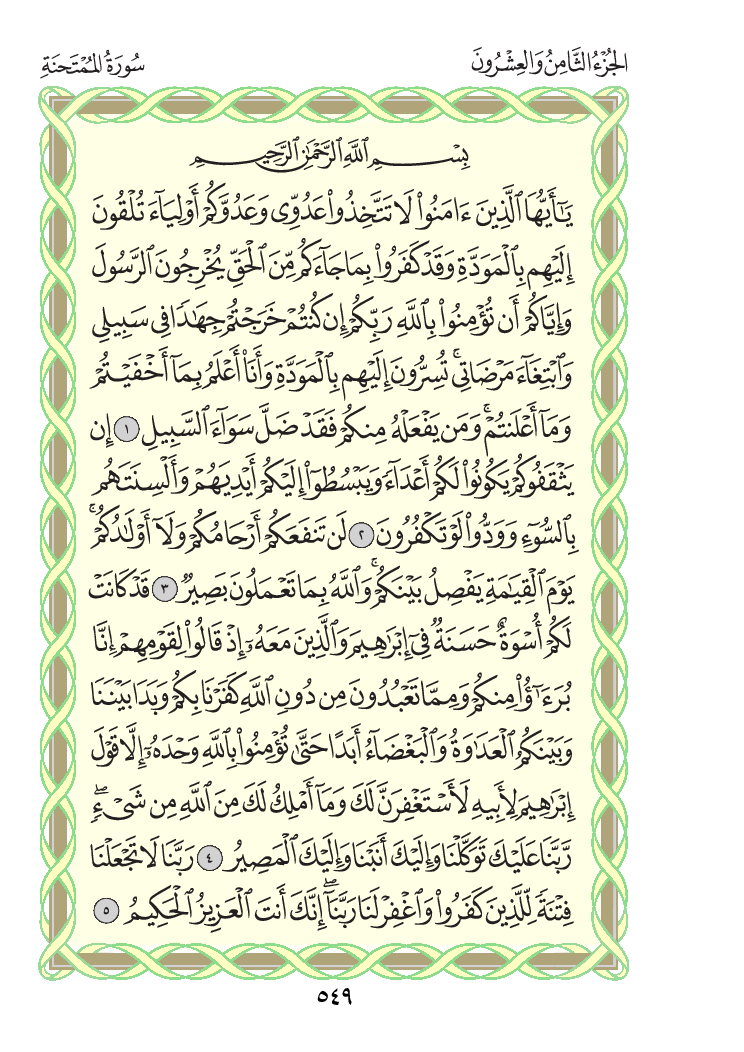 الجُزْءُ الثَّامِنُ وَالعِشْرُونَ
سُورَةُ المُمْتَحنَةِ
بِسْمِ ٱللَّهِ ٱلرَّحْمَٰنِ ٱلرَّحِيمِ
يَٰٓأَيُّهَا ٱلَّذِينَ ءَامَنُوا۟ لَا تَتَّخِذُوا۟ عَدُوِّى وَعَدُوَّكُمْ أَوْلِيَآءَ تُلْقُونَ
إِلَيْهِم بِٱلْمَوَدَّةِ وَقَدْ كَفَرُوا۟ بِمَا جَآءَكُم مِّنَ ٱلْحَقِّ يُخْرِجُونَ ٱلرَّسُولَ
وَإِيَّاكُمْ أَن تُؤْمِنُوا۟ بِٱللَّهِ رَبِّكُمْ إِن كُنتُمْ خَرَجْتُمْ جِهَٰدًا فِى سَبِيلِى
وَٱبْتِغَآءَ مَرْضَاتِى ۚ تُسِرُّونَ إِلَيْهِم بِٱلْمَوَدَّةِ وَأَنَا۠ أَعْلَمُ بِمَآ أَخْفَيْتُمْ
وَمَآ أَعْلَنتُمْ ۚ وَمَن يَفْعَلْهُ مِنكُمْ فَقَدْ ضَلَّ سَوَآءَ ٱلسَّبِيلِ ١ إِن
يَثْقَفُوكُمْ يَكُونُوا۟ لَكُمْ أَعْدَآءً وَيَبْسُطُوٓا۟ إِلَيْكُمْ أَيْدِيَهُمْ وَأَلْسِنَتَهُم
بِٱلسُّوٓءِ وَوَدُّوا۟ لَوْ تَكْفُرُونَ ٢ لَن تَنفَعَكُمْ أَرْحَامُكُمْ وَلَآ أَوْلَٰدُكُمْ ۚ
يَوْمَ ٱلْقِيَٰمَةِ يَفْصِلُ بَيْنَكُمْ ۚ وَٱللَّهُ بِمَا تَعْمَلُونَ بَصِيرٌ ٣ قَدْ كَانَتْ
لَكُمْ أُسْوَةٌ حَسَنَةٌ فِىٓ إِبْرَٰهِيمَ وَٱلَّذِينَ مَعَهُۥٓ إِذْ قَالُوا۟ لِقَوْمِهِمْ إِنَّا
بُرَءَٰٓؤُا۟ مِنكُمْ وَمِمَّا تَعْبُدُونَ مِن دُونِ ٱللَّهِ كَفَرْنَا بِكُمْ وَبَدَا بَيْنَنَا
وَبَيْنَكُمُ ٱلْعَدَٰوَةُ وَٱلْبَغْضَآءُ أَبَدًا حَتَّىٰ تُؤْمِنُوا۟ بِٱللَّهِ وَحْدَهُۥٓ إِلَّا قَوْلَ
إِبْرَٰهِيمَ لِأَبِيهِ لَأَسْتَغْفِرَنَّ لَكَ وَمَآ أَمْلِكُ لَكَ مِنَ ٱللَّهِ مِن شَىْءٍ ۖ
رَّبَّنَا عَلَيْكَ تَوَكَّلْنَا وَإِلَيْكَ أَنَبْنَا وَإِلَيْكَ ٱلْمَصِيرُ ٤ رَبَّنَا لَا تَجْعَلْنَا
فِتْنَةً لِّلَّذِينَ كَفَرُوا۟ وَٱغْفِرْ لَنَا رَبَّنَآ ۖ إِنَّكَ أَنتَ ٱلْعَزِيزُ ٱلْحَكِيمُ ٥
٥٤٩